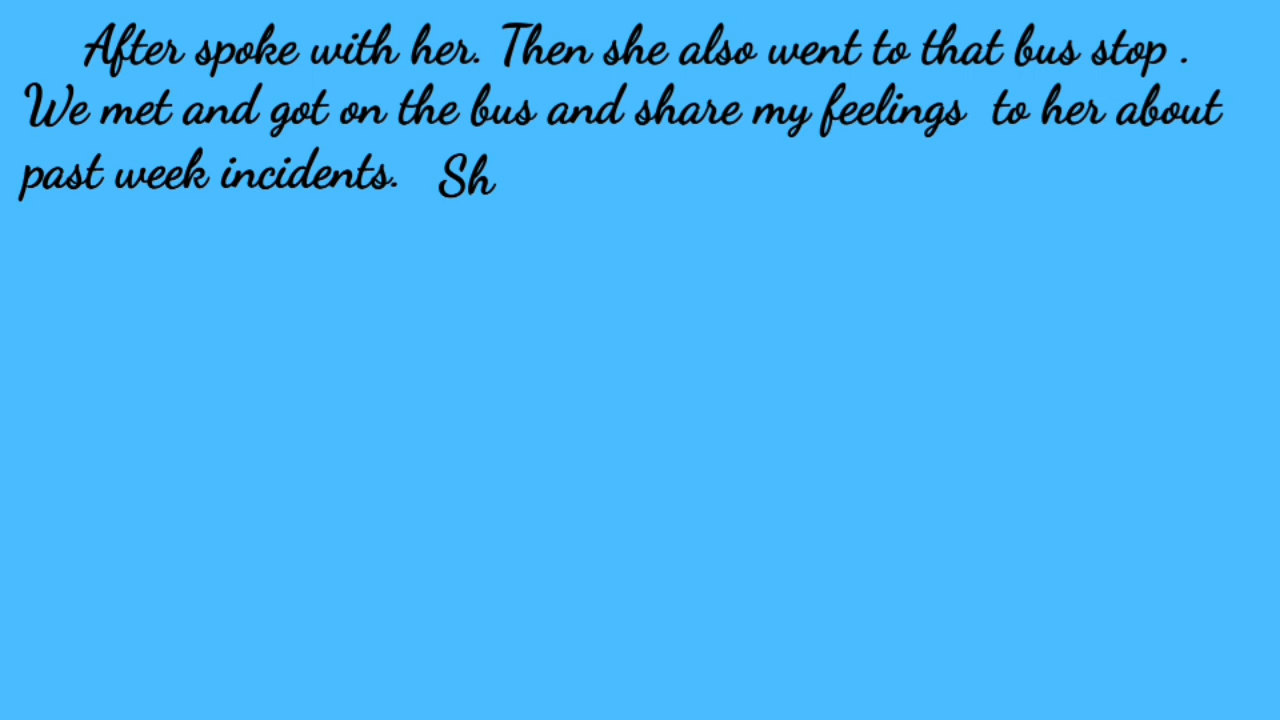 After spoke with her. Then she also went to that bus stop .
We met and got on the bus and share my feelings to her about
past week incidents. Sh